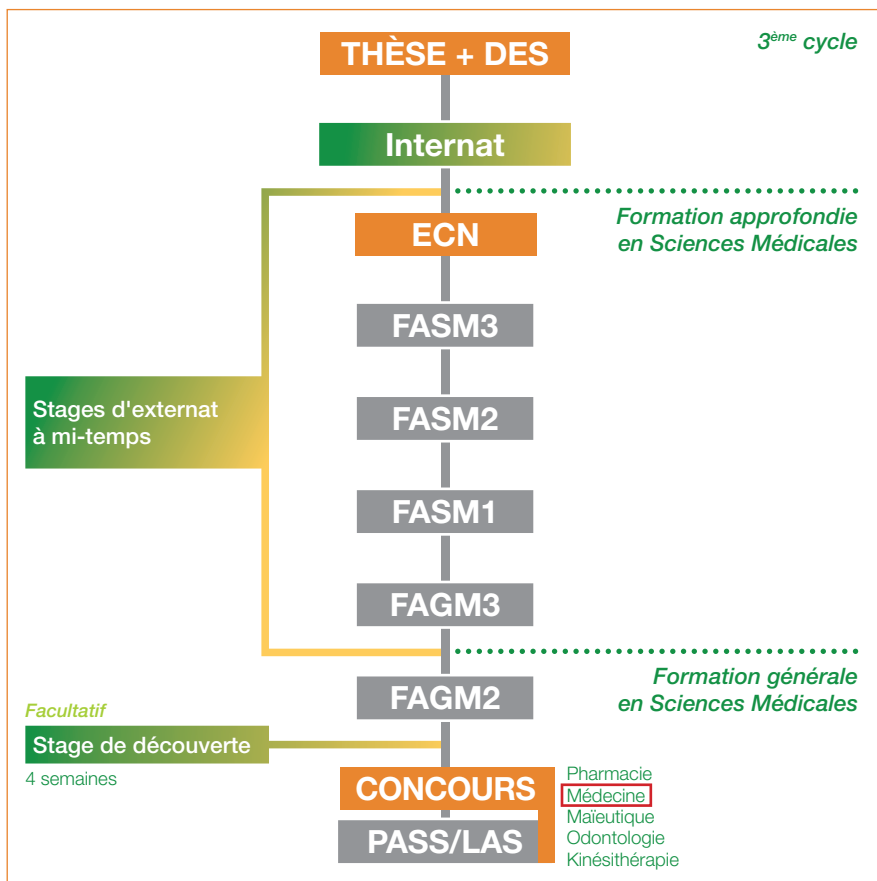 THÈSE + DES
3ème cycle
Internat
Formation approfondie
en Sciences Médicales
ECN
FASM3
Stages d'externat
à mi-temps
FASM2
FASM1
FAGM3
Formation générale
en Sciences Médicales
FAGM2
Facultatif
Stage de découverte
4 semaines
CONCOURS
PASS/LAS
Pharmacie
Médecine
Maïeutique
Odontologie
Kinésithérapie